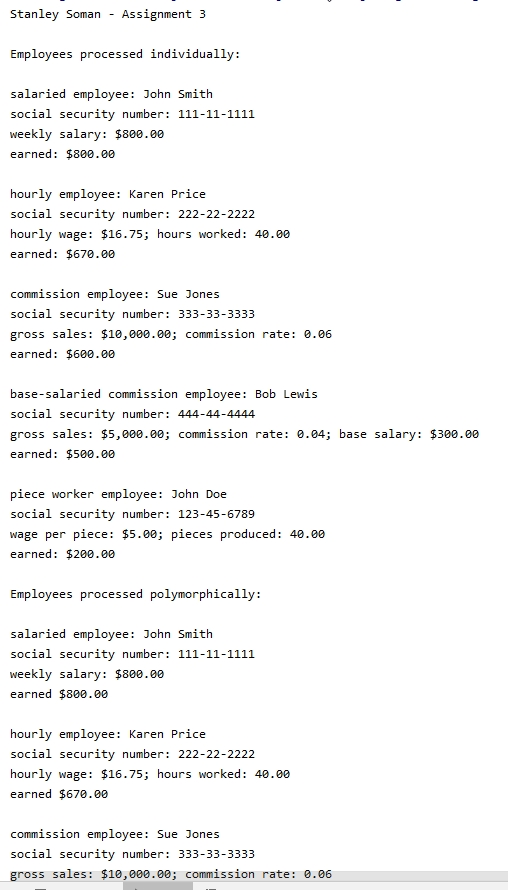 Stanley Soman - Assignment 3
Employees processed individually:
salaried employee: John Smith
social security number: 111-11-1111
weekly salary: $800.00
earned: $800.00
hourly employee: Karen Price
social security number: 222-22-2222
hourly wage: $16.75; hours worked: 40.00
earned: $670.00
commission employee: Sue Jones
social security number: 333-33-3333
gross sales: $10,000.00; commission rate: 0.06
earned: $600.00
base-salaried commission employee: Bob Lewis
social security number: 444-44-4444
gross sales: $5,000.00; commission rate: 0.04; base salary: $300.00
earned: $500.00
piece worker employee: John Doe
social security number: 123-45-6789
wage per piece: $5.00; pieces produced: 40.00
earned: $200.00
Employees processed polymorphically:
salaried employee: John Smith
social security number: 111-11-1111
weekly salary: $800.00
earned $800.00
hourly employee: Karen Price
social security number: 222-22-2222
hourly wage: $16.75; hours worked: 40.00
earned $670.00
commission employee: Sue Jones
social security number: 333-33-3333
gross sales: $10,000.00; commission rate: 0.06